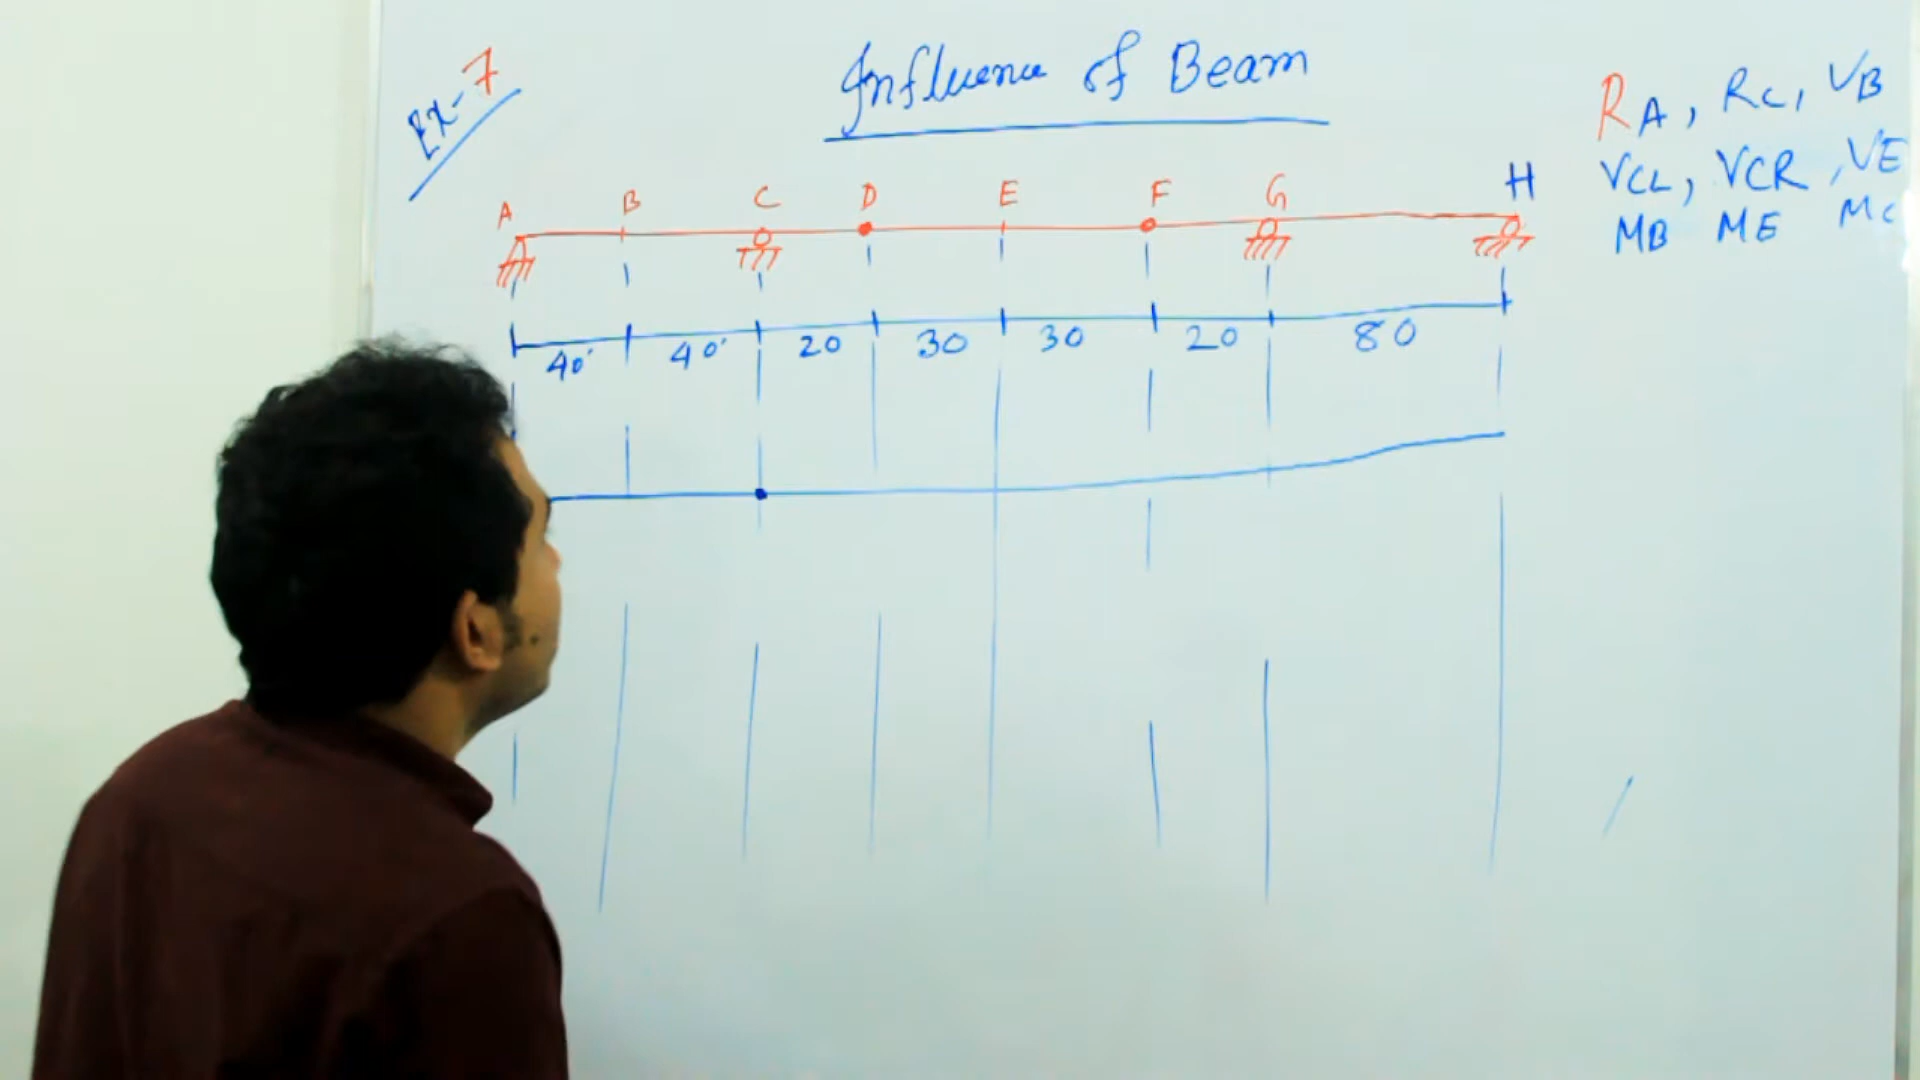 Ex-7
Influence of Beam
RA, RC, VB
VCL, VCR, VE
MB ME MC
A B C D E F G H
40' 40' 20 30 30 20 80